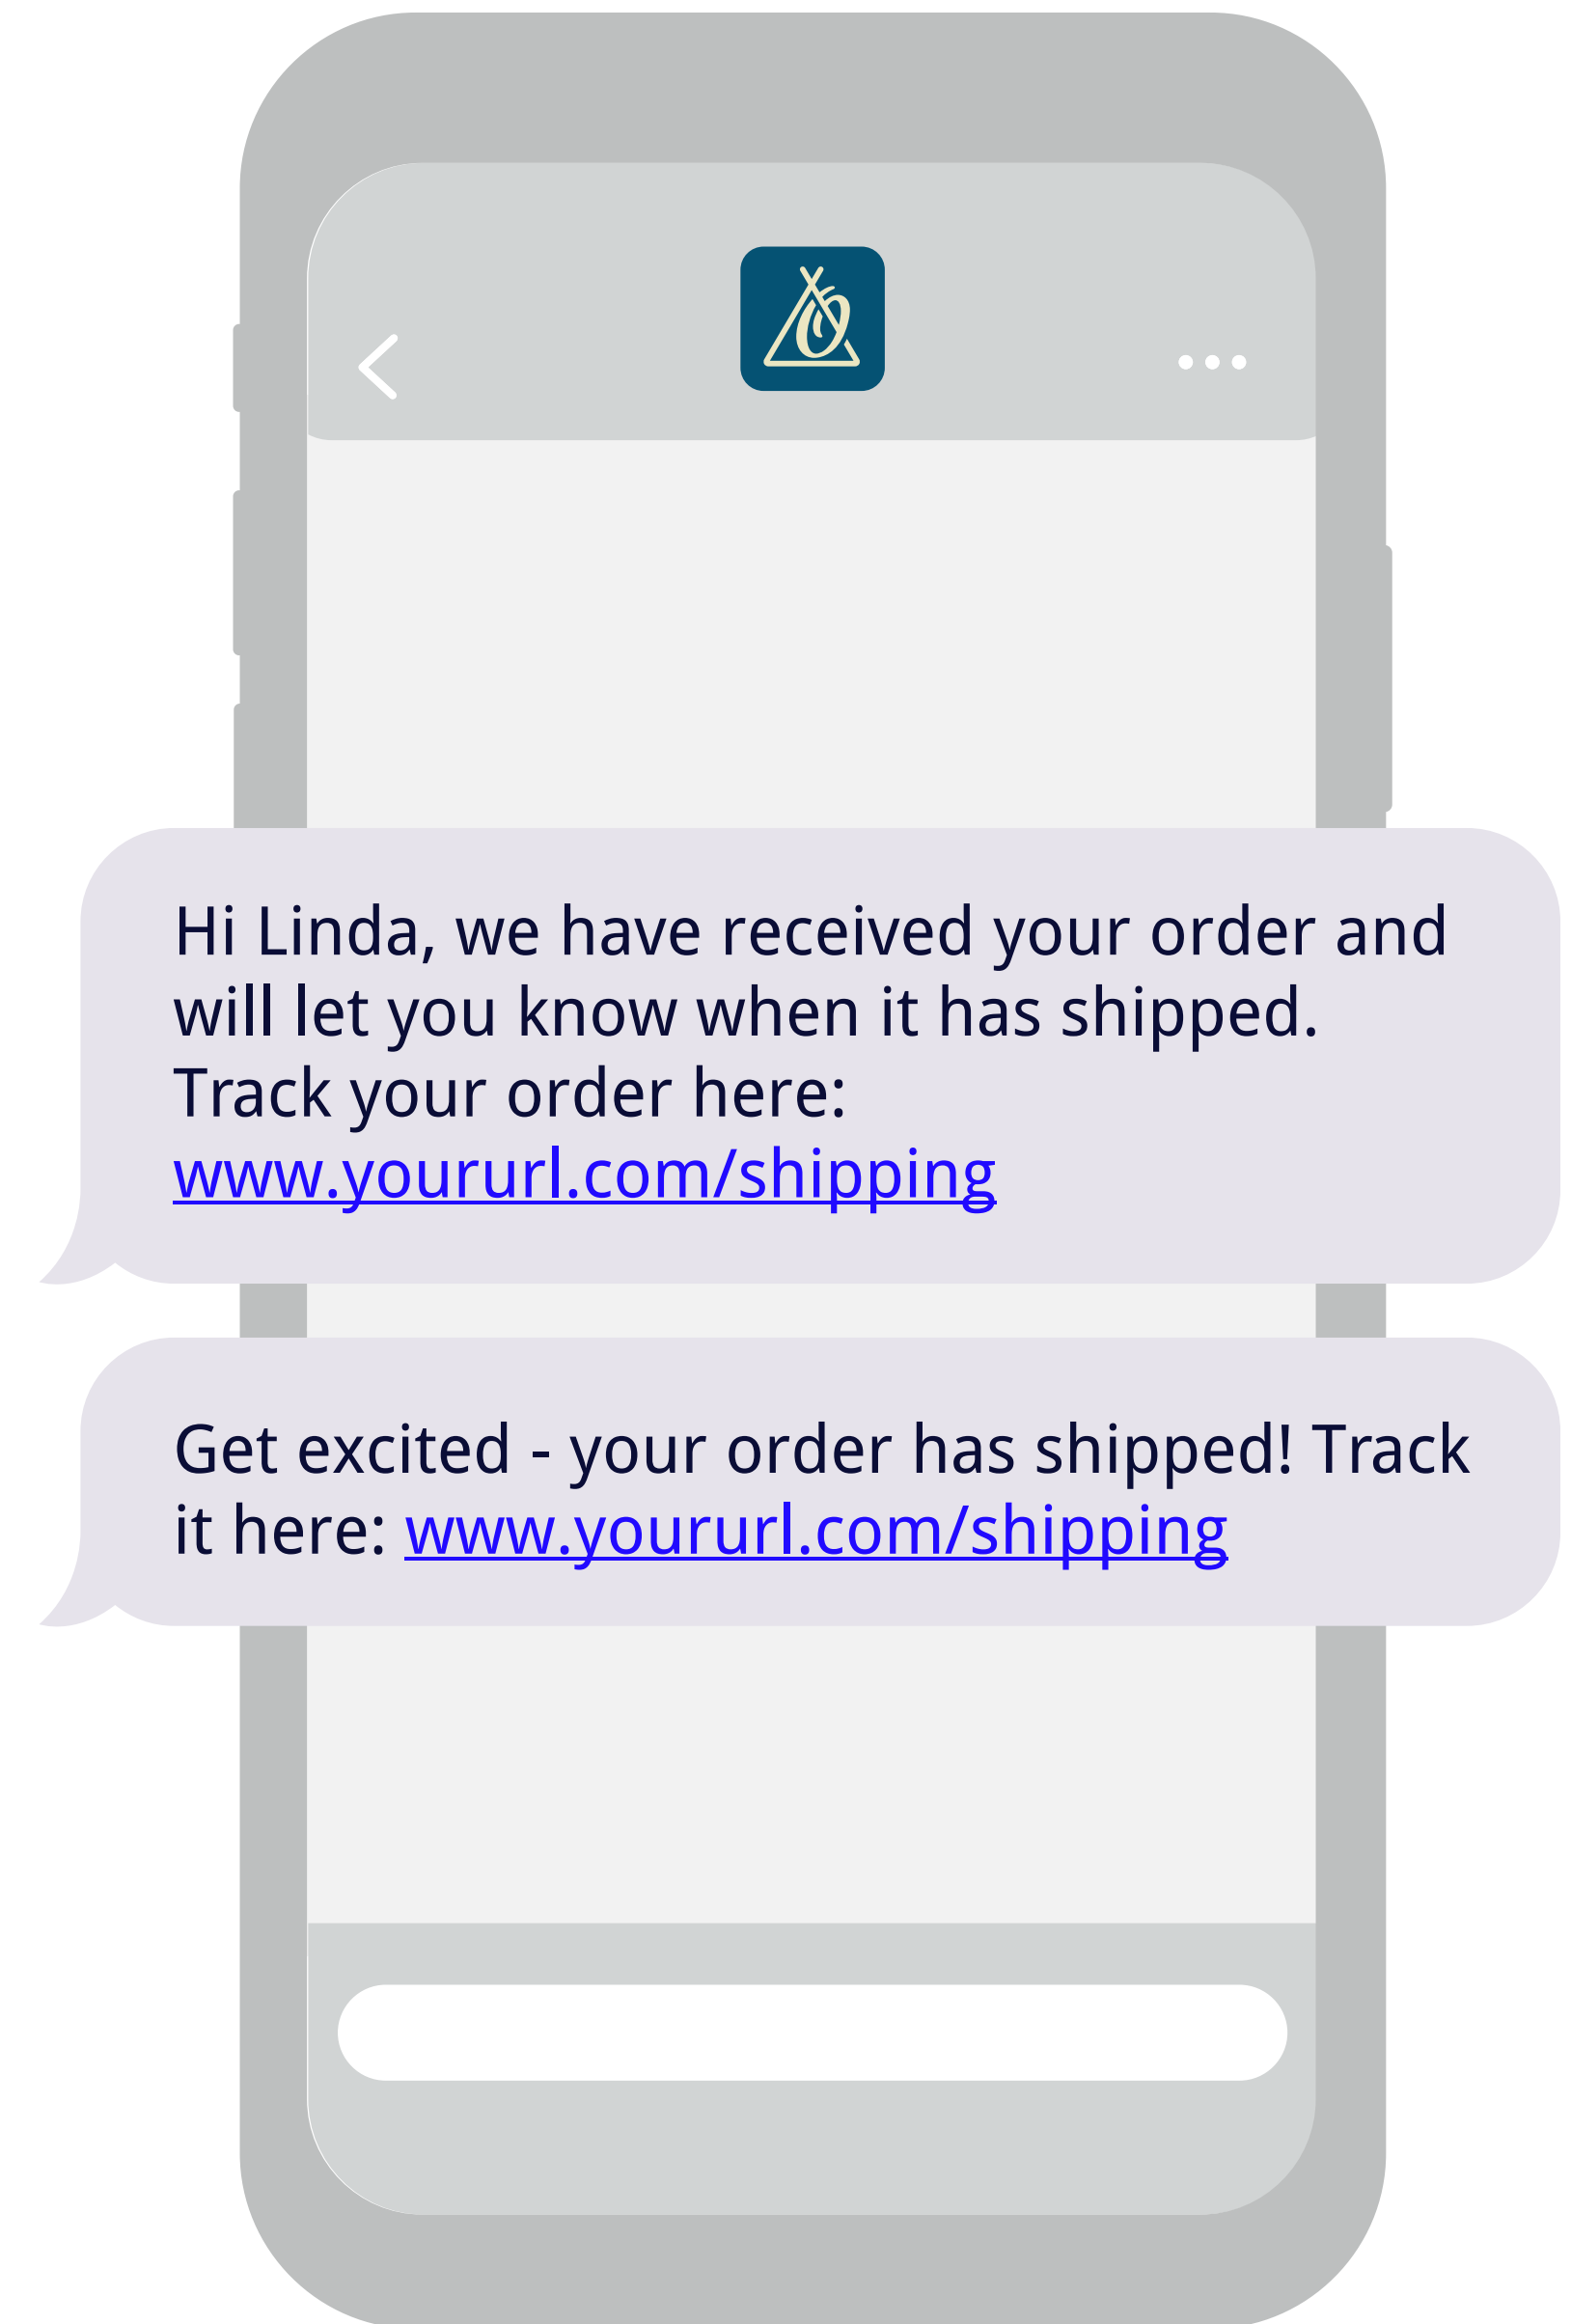 Hi Linda, we have received your order and
will let you know when it has shipped.
Track your order here:
www.yoururl.com/shipping
Get excited - your order has shipped! Track
it here: www.yoururl.com/shipping